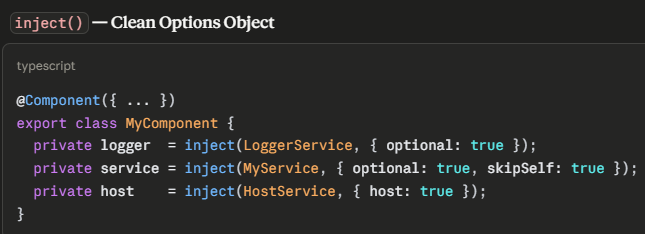 inject() — Clean Options Object
typescript
@Component({ ... })
export class MyComponent {
  private logger  = inject(LoggerService, { optional: true });
  private service = inject(MyService, { optional: true, skipSelf: true });
  private host    = inject(HostService, { host: true });
}